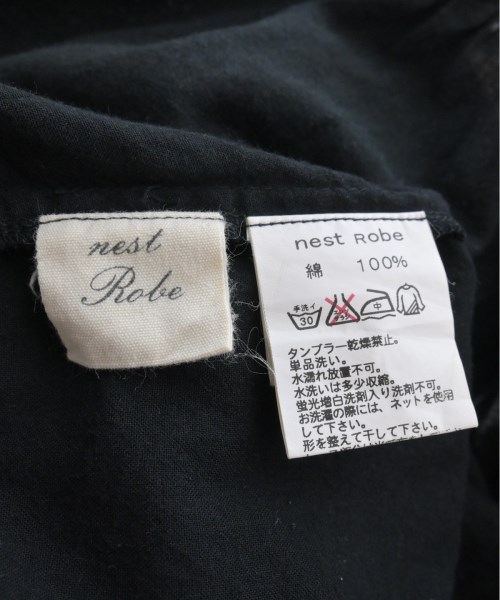 nest
Robe
nest Robe
綿 100%
手洗イ
30
中
タンブラー乾燥禁止。
単品洗い。
水濡れ放置不可。
水洗いは多少収縮。
蛍光増白洗剤入り洗剤不可。
お洗濯の際には、ネットを使用
して下さい。
形を整えて干して下さい。